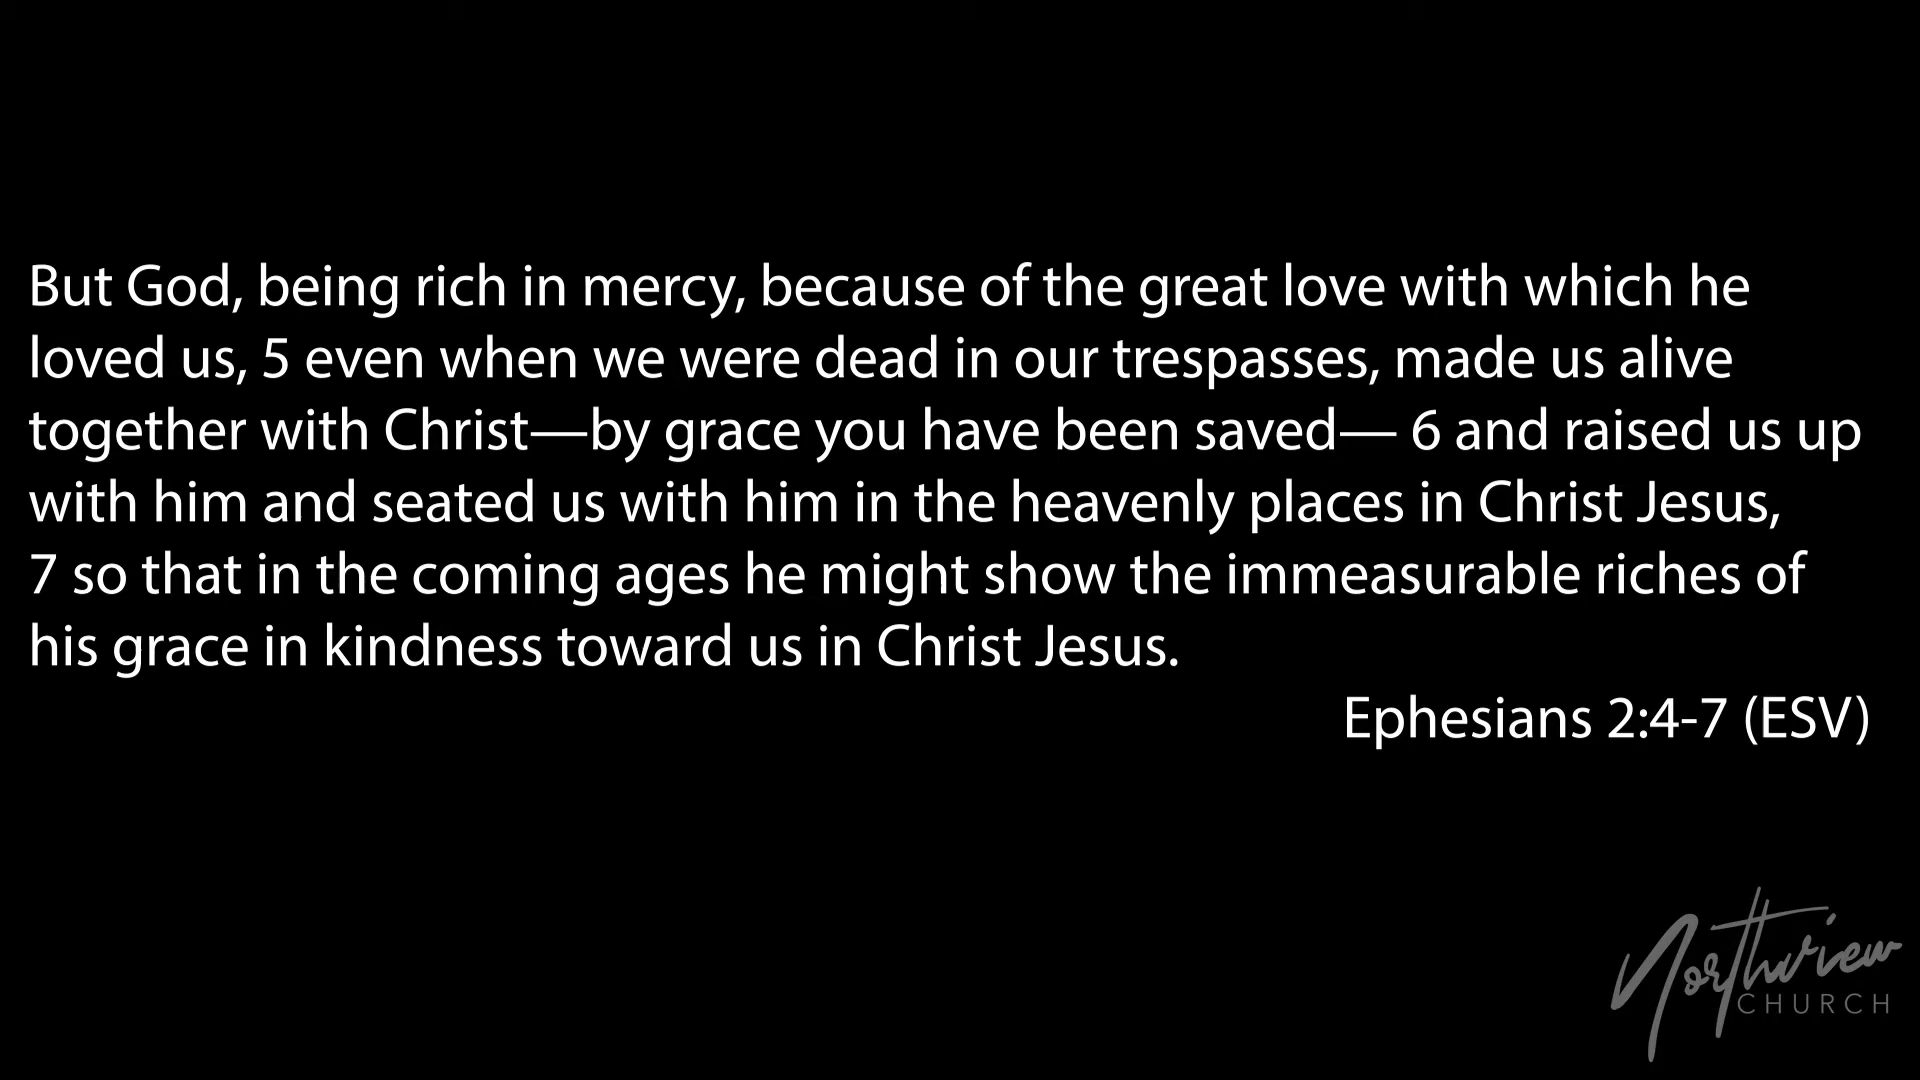 But God, being rich in mercy, because of the great love with which he
loved us, 5 even when we were dead in our trespasses, made us alive
together with Christ—by grace you have been saved— 6 and raised us up
with him and seated us with him in the heavenly places in Christ Jesus,
7 so that in the coming ages he might show the immeasurable riches of
his grace in kindness toward us in Christ Jesus.
Ephesians 2:4-7 (ESV)
Northview
CHURCH